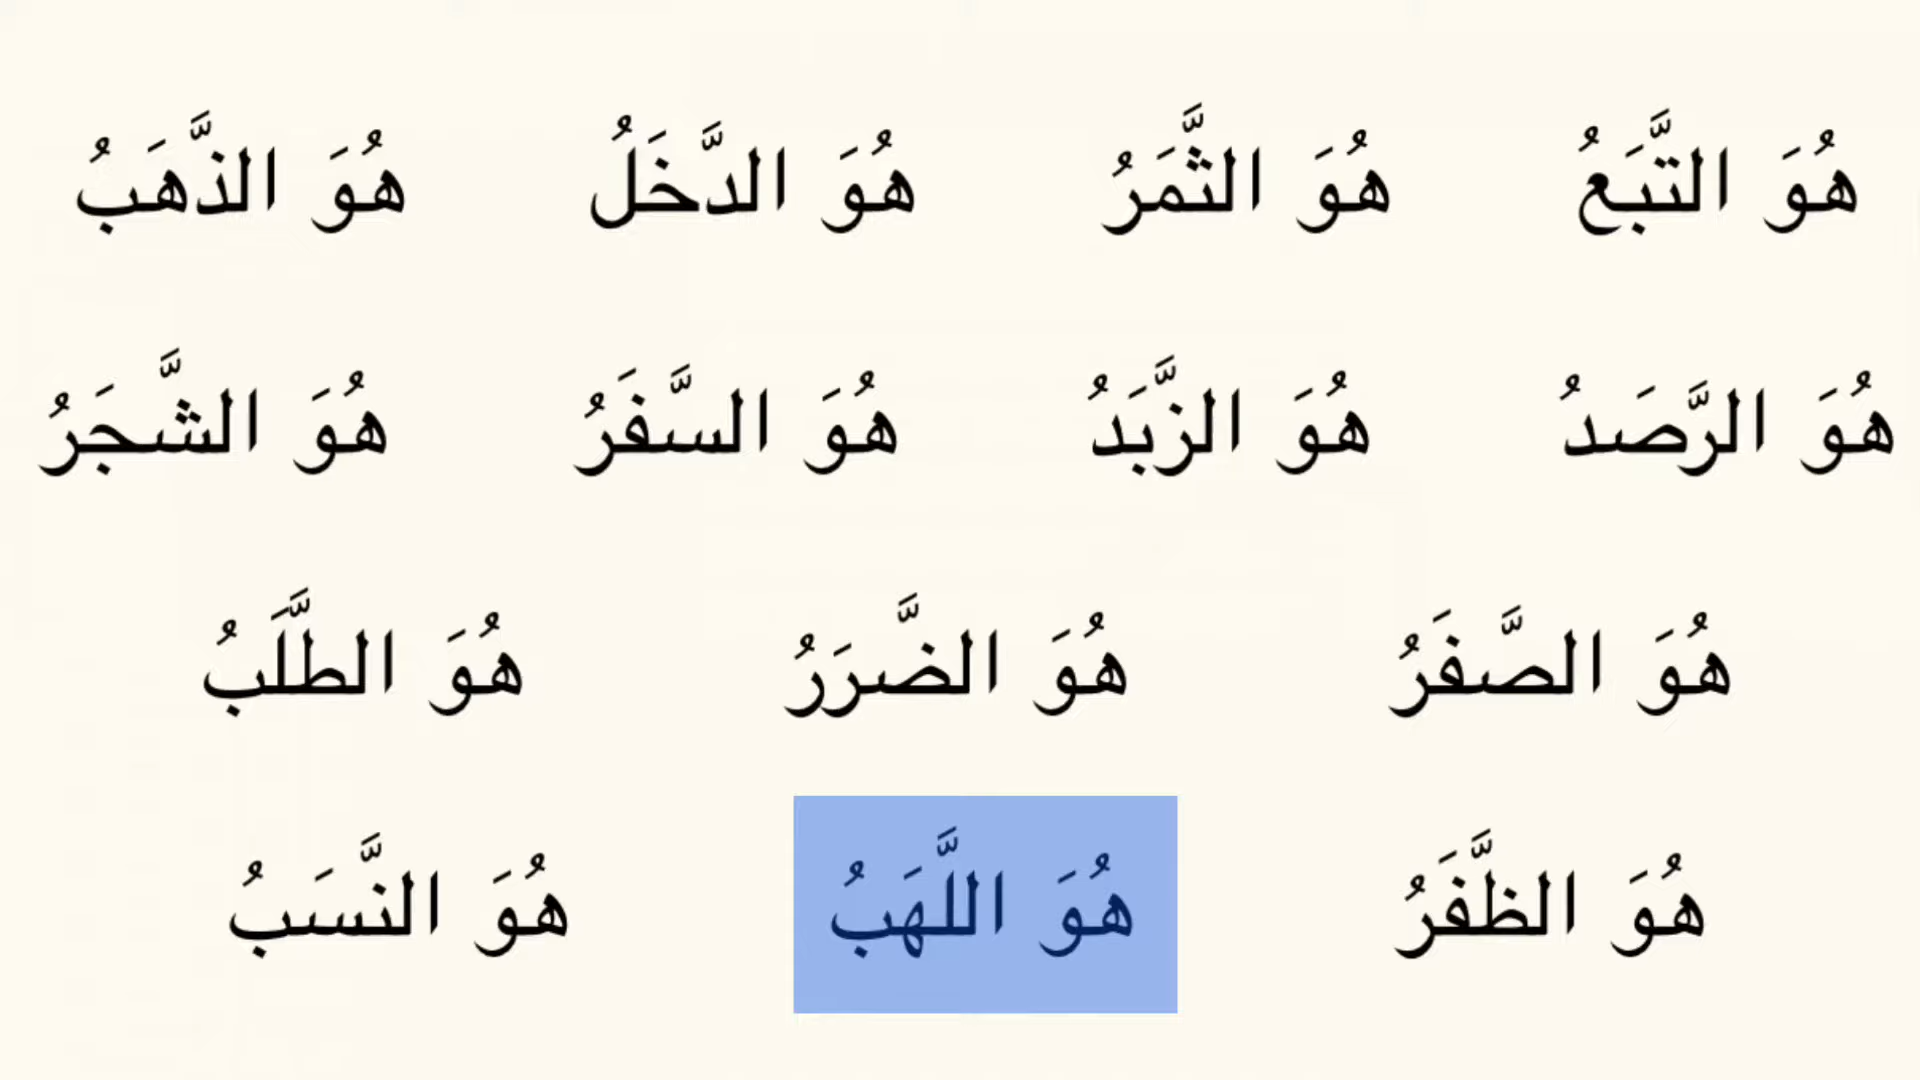 هُوَ التَّبَعُ هُوَ الثَّمَرُ هُوَ الدَّخَلُ هُوَ الذَّهَبُ
هُوَ الرَّصَدُ هُوَ الزَّبَدُ هُوَ السَّفَرُ هُوَ الشَّجَرُ
هُوَ الصَّفَرُ هُوَ الضَّرَرُ هُوَ الطَّلَبُ
هُوَ الظَّفَرُ هُوَ اللَّهَبُ هُوَ النَّسَبُ